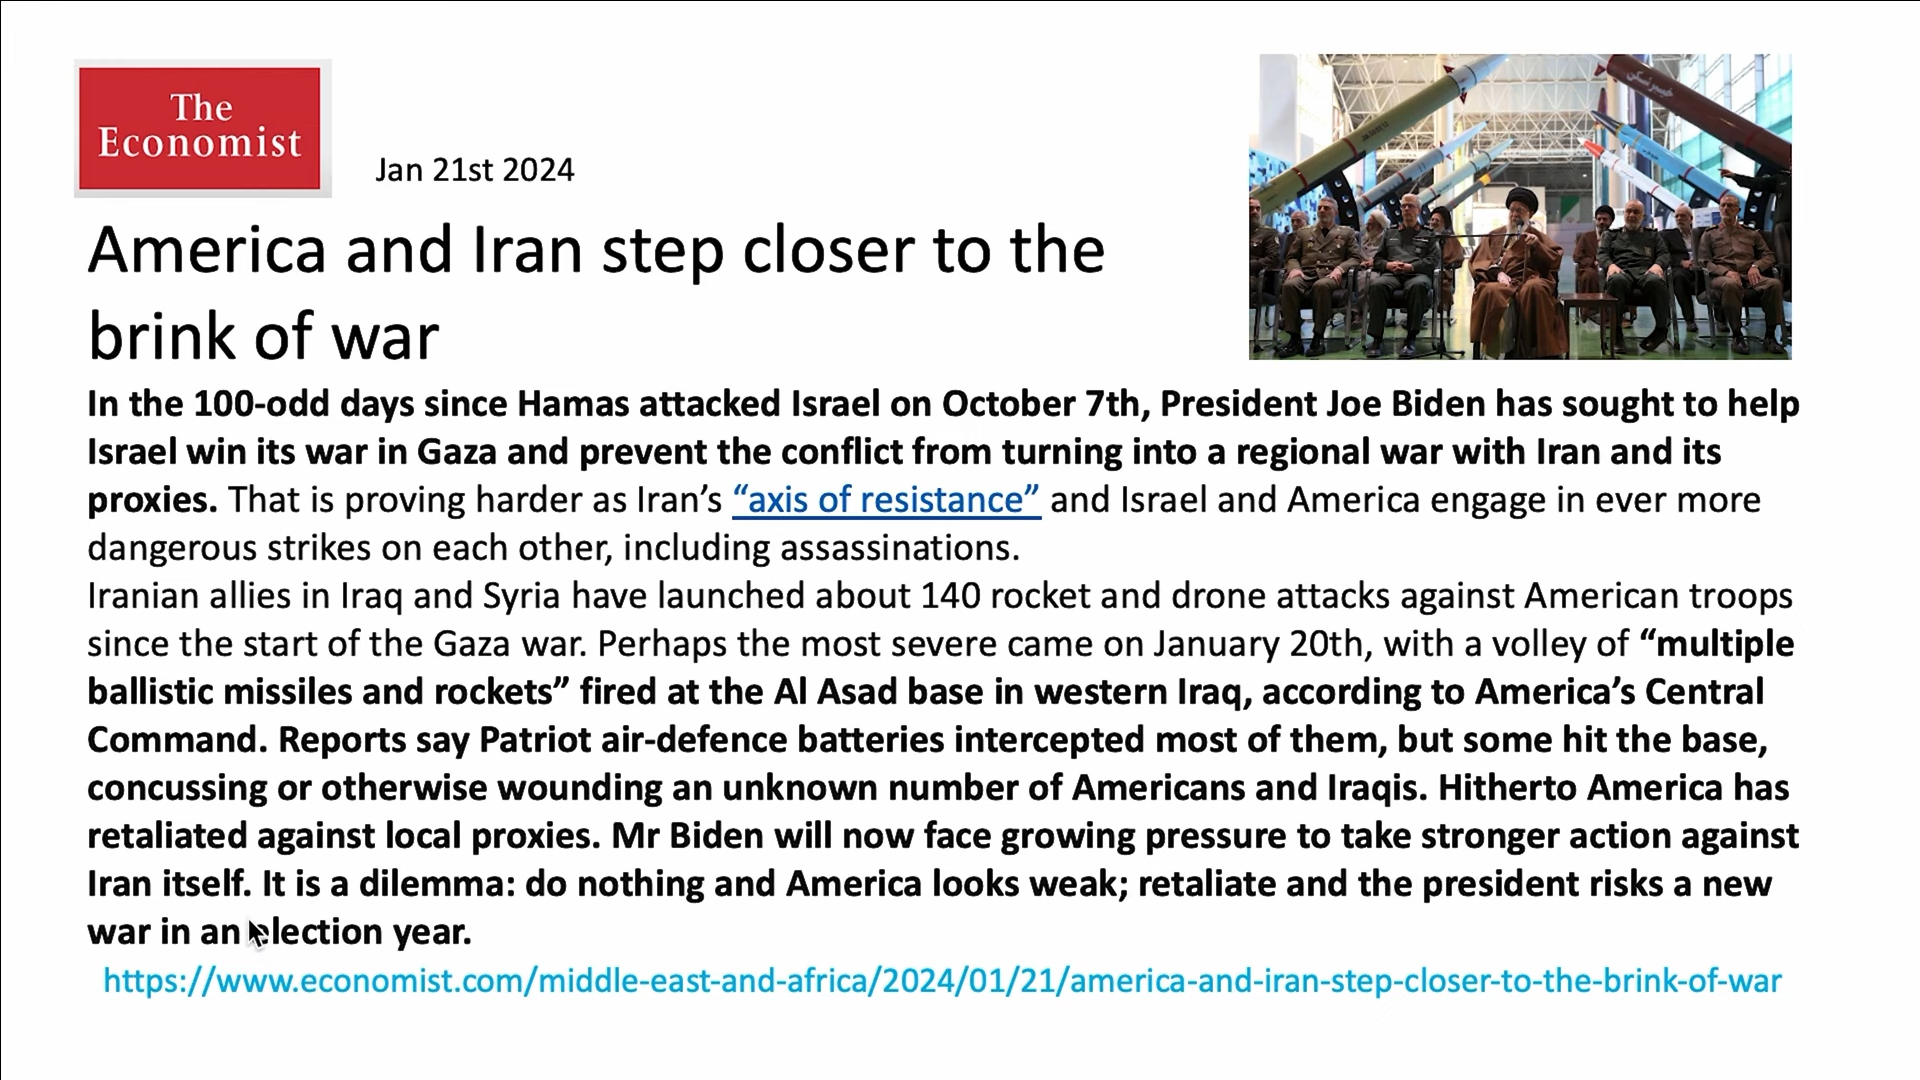 The
Economist
Jan 21st 2024
America and Iran step closer to the
brink of war
In the 100-odd days since Hamas attacked Israel on October 7th, President Joe Biden has sought to help
Israel win its war in Gaza and prevent the conflict from turning into a regional war with Iran and its
proxies. That is proving harder as Iran’s “axis of resistance” and Israel and America engage in ever more
dangerous strikes on each other, including assassinations.
Iranian allies in Iraq and Syria have launched about 140 rocket and drone attacks against American troops
since the start of the Gaza war. Perhaps the most severe came on January 20th, with a volley of “multiple
ballistic missiles and rockets” fired at the Al Asad base in western Iraq, according to America’s Central
Command. Reports say Patriot air-defence batteries intercepted most of them, but some hit the base,
concussing or otherwise wounding an unknown number of Americans and Iraqis. Hitherto America has
retaliated against local proxies. Mr Biden will now face growing pressure to take stronger action against
Iran itself. It is a dilemma: do nothing and America looks weak; retaliate and the president risks a new
war in an election year.
https://www.economist.com/middle-east-and-africa/2024/01/21/america-and-iran-step-closer-to-the-brink-of-war